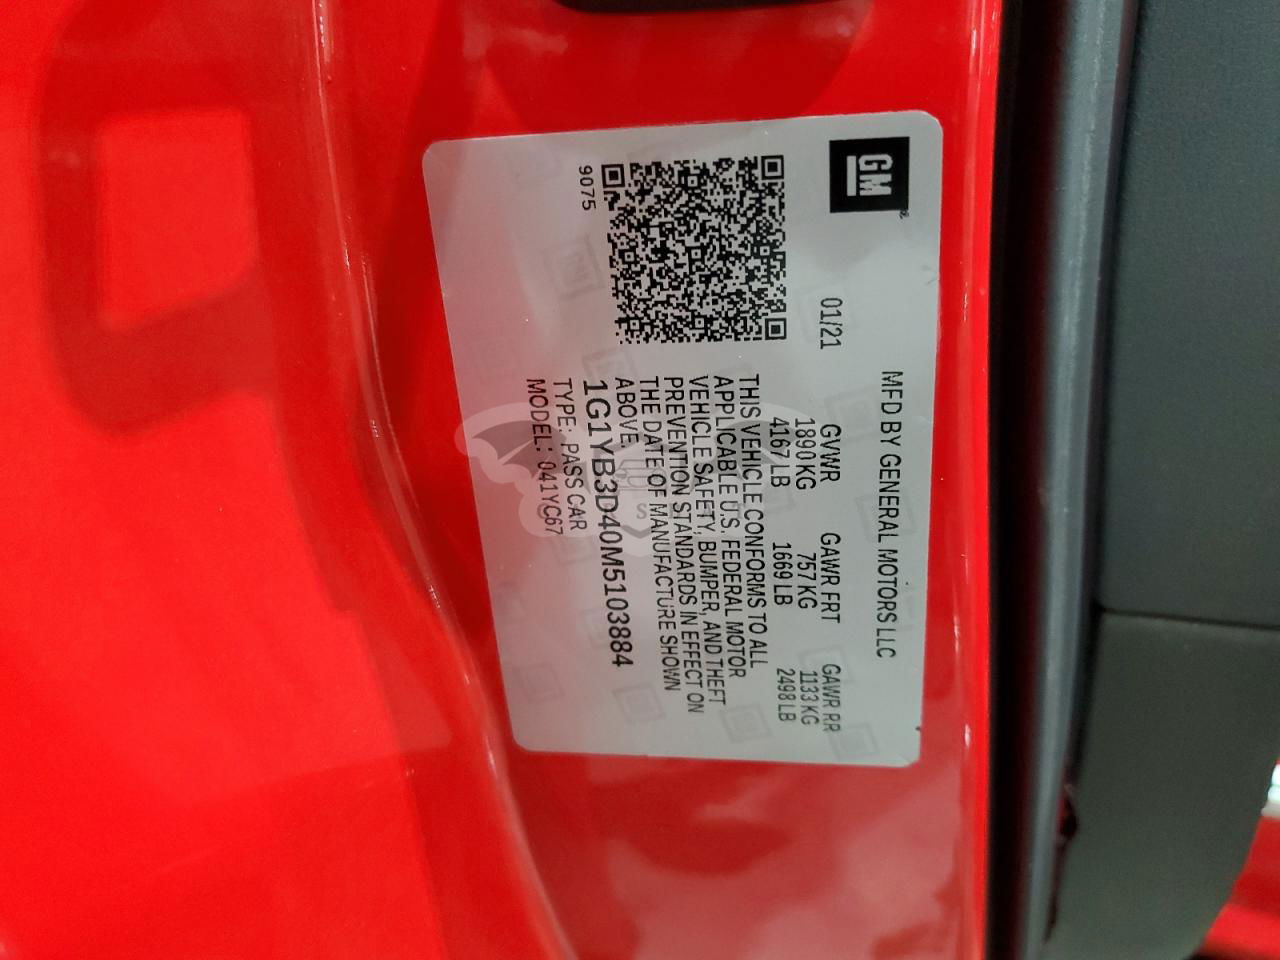 GM
MFD BY GENERAL MOTORS LLC
01/21
GVWR GAWR FRT GAWR RR
1890 KG 757 KG 1133 KG
4167 LB 1669 LB 2498 LB
THIS VEHICLE CONFORMS TO ALL
APPLICABLE U.S. FEDERAL MOTOR
VEHICLE SAFETY, BUMPER, AND THEFT
PREVENTION STANDARDS IN EFFECT ON
THE DATE OF MANUFACTURE SHOWN
ABOVE.
1G1YB3D40M5103884
TYPE: PASS CAR
MODEL: 041YC67
9075